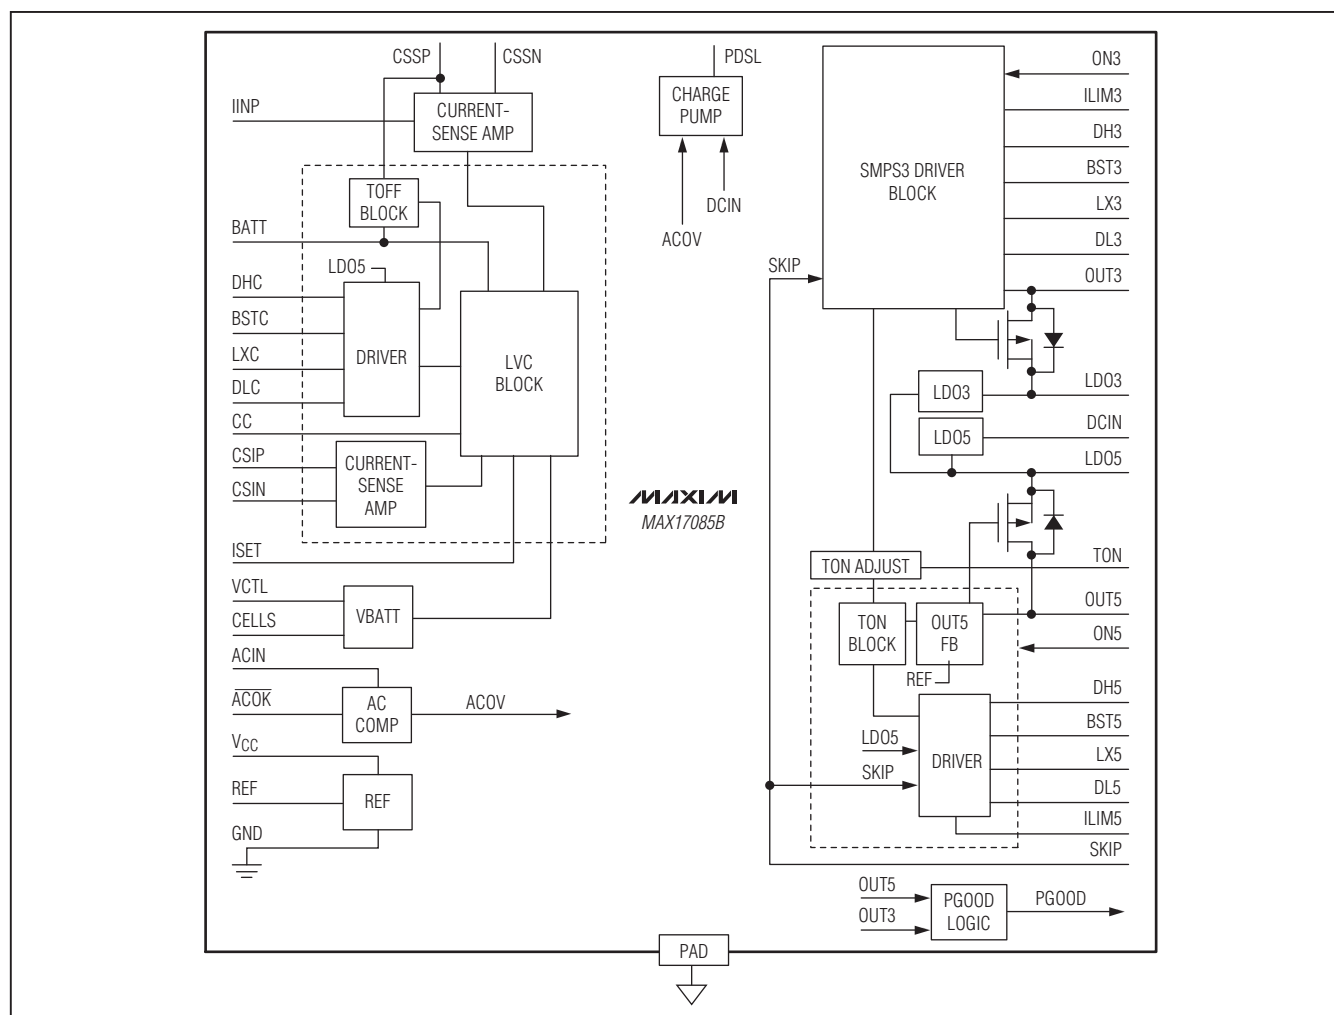 CSSP
CSSN
PDSL
ON3
IINP
CURRENT-
SENSE AMP
CHARGE
PUMP
ILIM3
DH3
SMPS3 DRIVER
BLOCK
BST3
TOFF
BLOCK
DCIN
LX3
BATT
ACOV
DL3
LDO5
SKIP
OUT3
DHC
BSTC
LXC
DRIVER
LVC
BLOCK
DLC
LDO3
LDO3
CC
LDO5
DCIN
CSIP
CURRENT-
SENSE
AMP
LDO5
CSIN
MAXIM
MAX17085B
ISET
TON ADJUST
TON
VCTL
VBATT
CELLS
TON
BLOCK
OUT5
FB
OUT5
ON5
ACIN
REF
ACOK
AC
COMP
ACOV
DH5
BST5
VCC
LDO5
DRIVER
LX5
REF
REF
SKIP
DL5
GND
ILIM5
SKIP
OUT5
OUT3
PGOOD
LOGIC
PGOOD
PAD